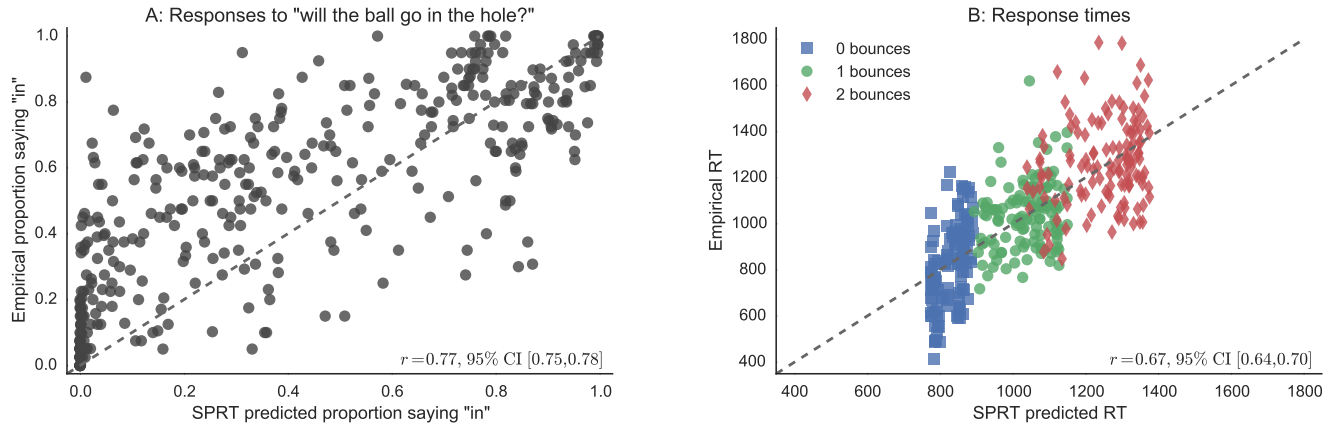 A: Responses to "will the ball go in the hole?"
Empirical proportion saying "in"
1.0
0.8
0.6
0.4
0.2
0.0
r=0.77, 95% CI [0.75,0.78]
0.0 0.2 0.4 0.6 0.8 1.0
SPRT predicted proportion saying "in"
B: Response times
Empirical RT
1800
1600
1400
1200
1000
800
600
400
0 bounces
1 bounces
2 bounces
r=0.67, 95% CI [0.64,0.70]
400 600 800 1000 1200 1400 1600 1800
SPRT predicted RT